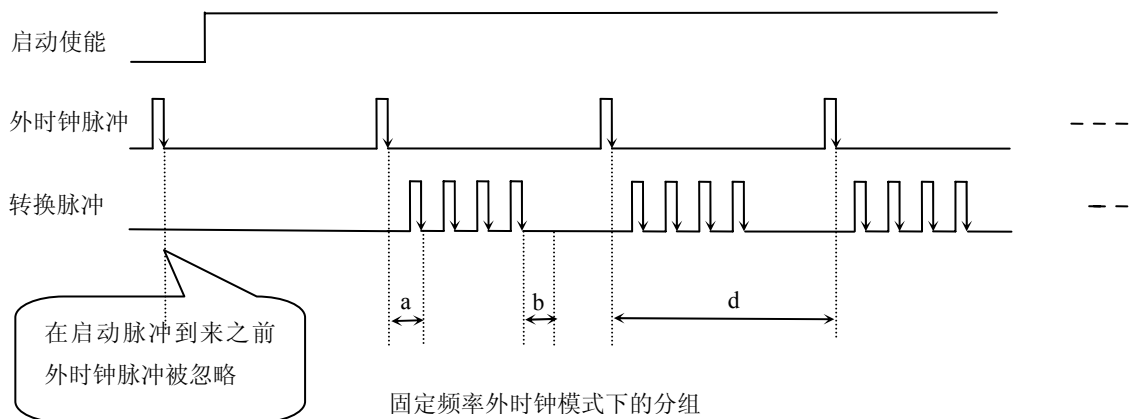 启动使能
外时钟脉冲
转换脉冲
a
b
d
在启动脉冲到来之前
外时钟脉冲被忽略
固定频率外时钟模式下的分组